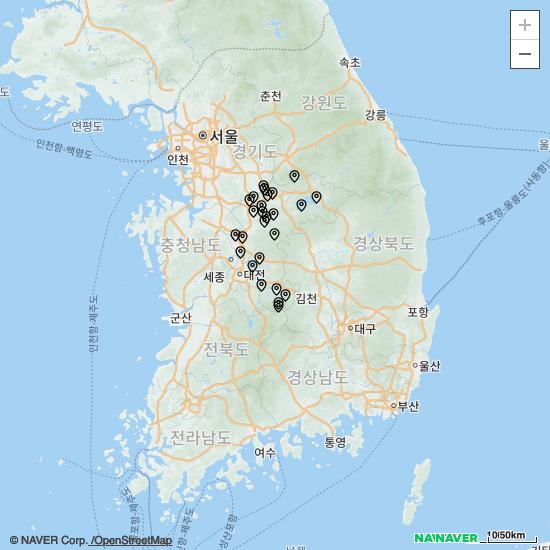 +
−
속초
춘천
강원도
강릉
도
연평도
서울
울
인천
경기도
인천항-백령도
후포항-울릉도(사동항)
충청남도
경상북도
세종
대전
김천
군산
포항
인천항-제주도
대구
전북도
울산
경상남도
부산
전라남도
통영
여수
© NAVER Corp. /OpenStreetMap
NAVER
10/50km